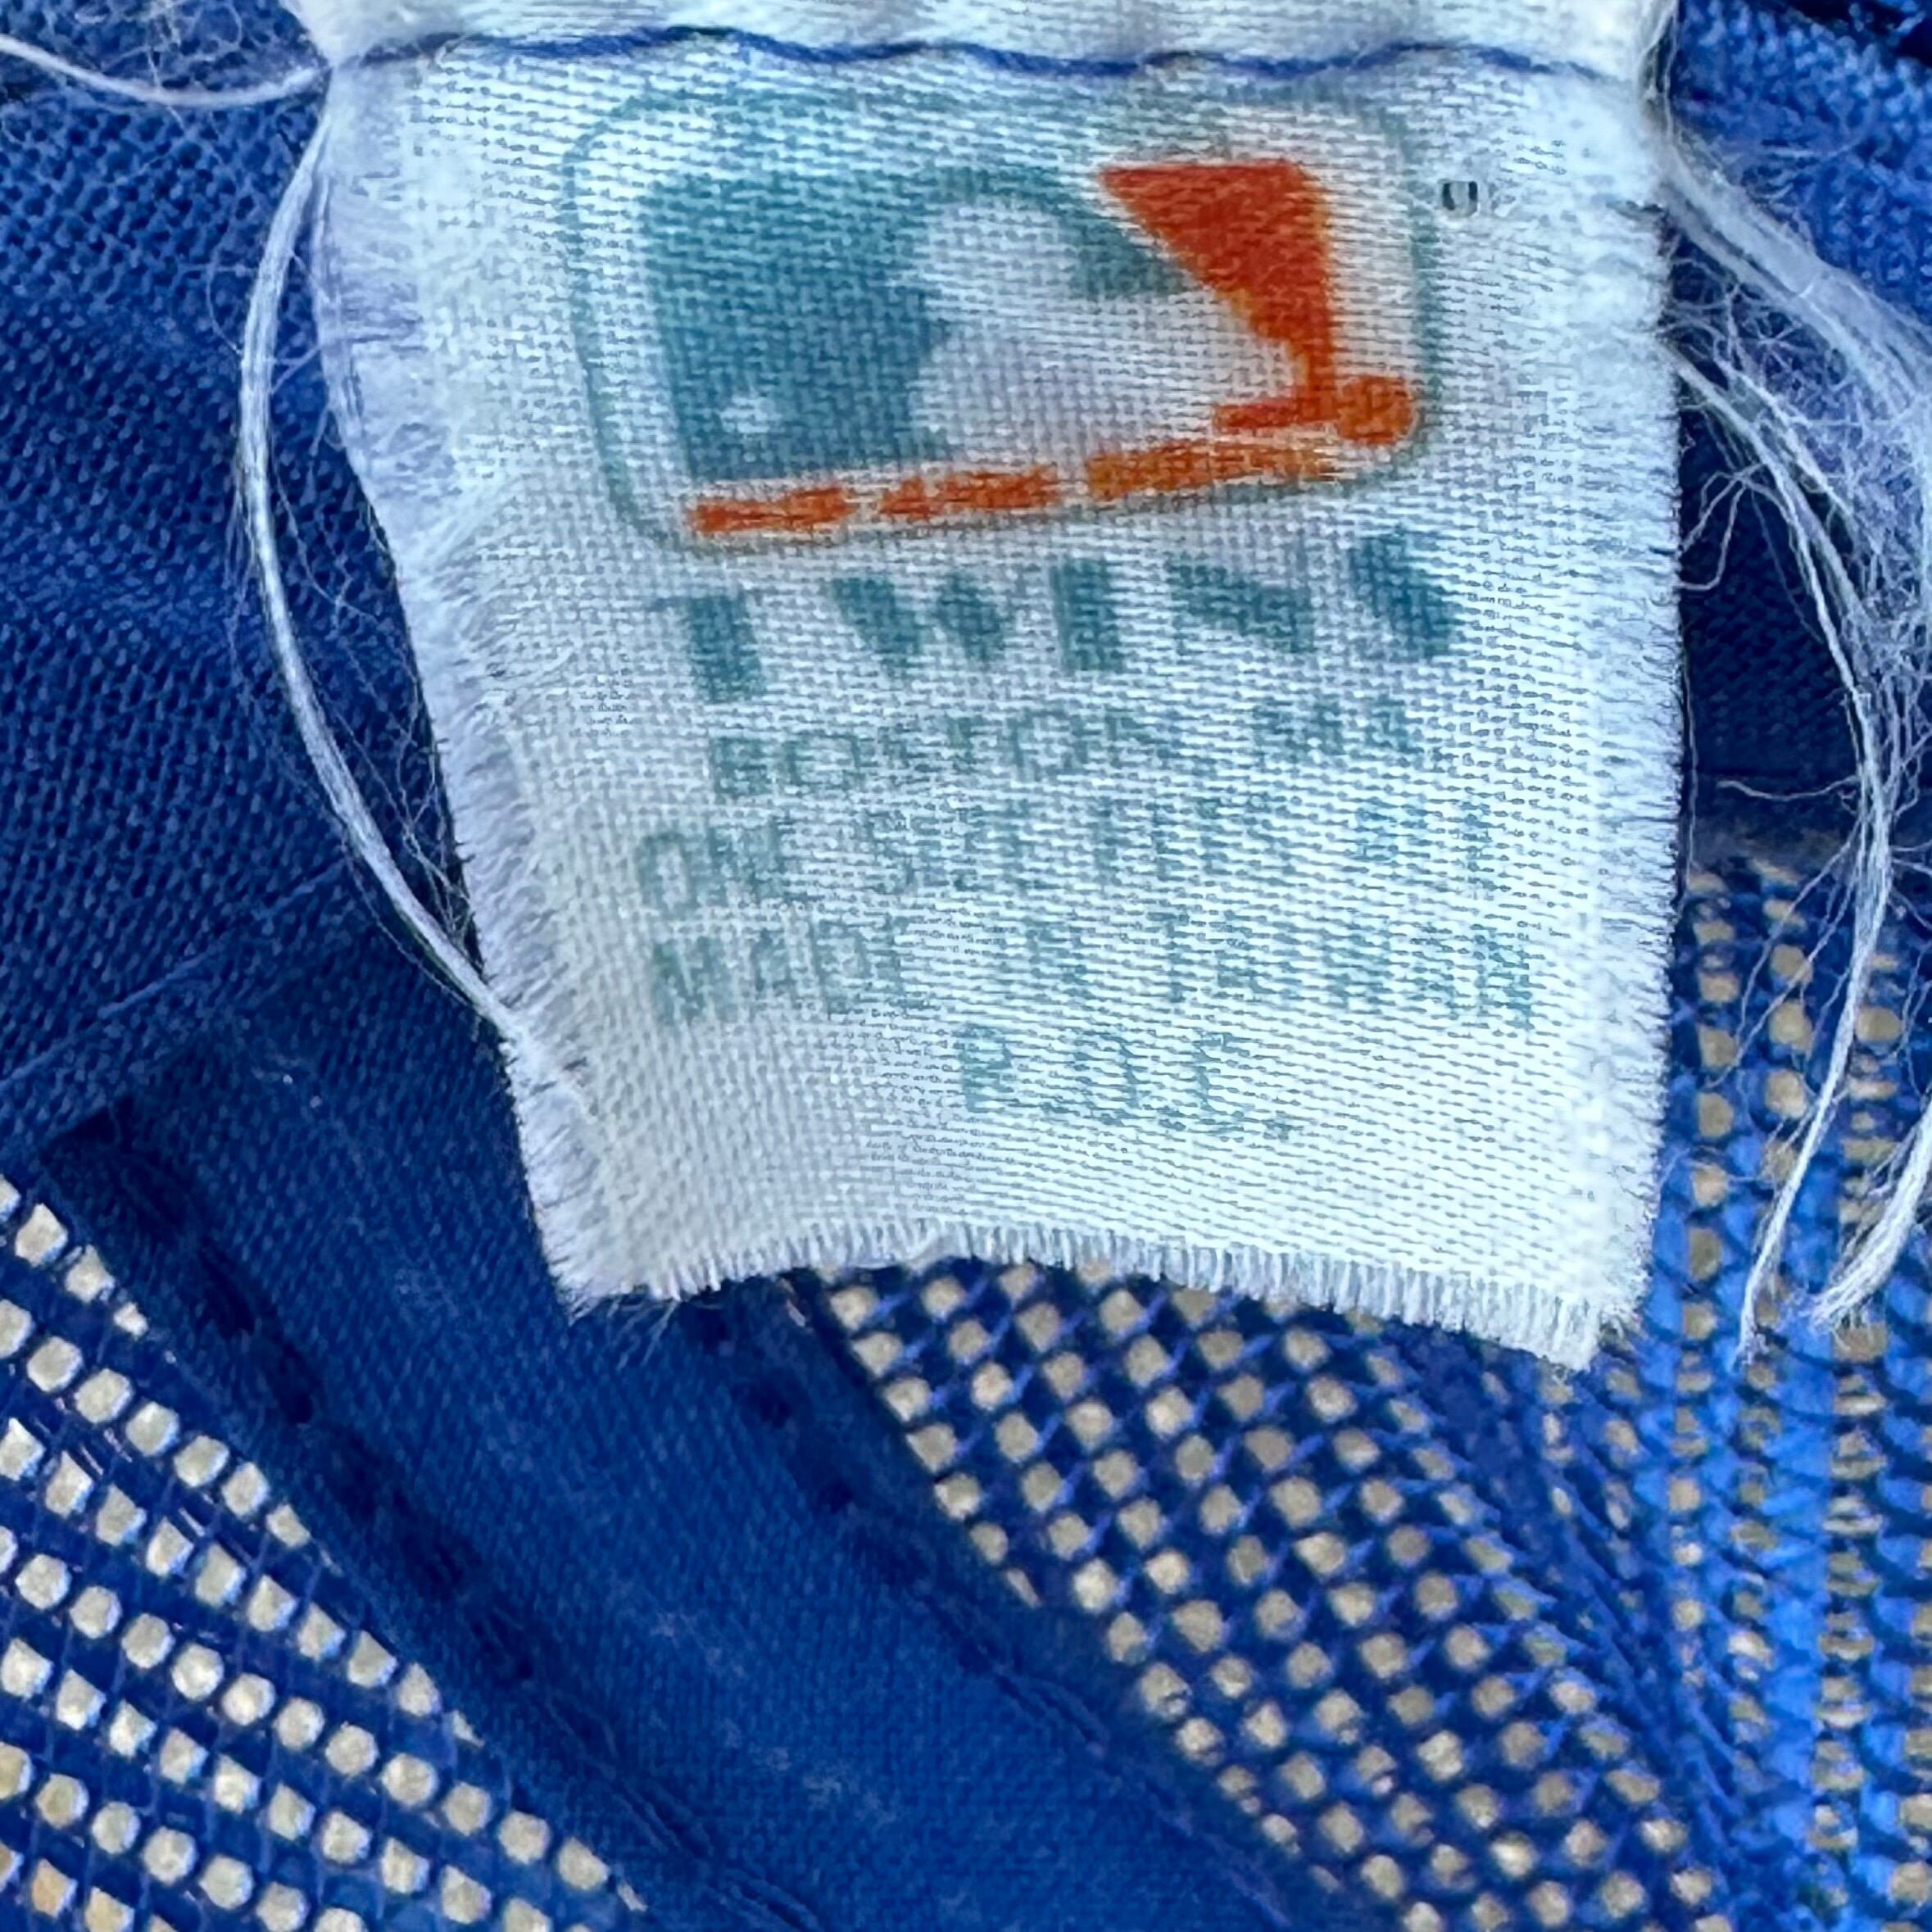 TWINS
BOSTON, MA
ONE SIZE FITS ALL
MADE IN TAIWAN
R.O.C.